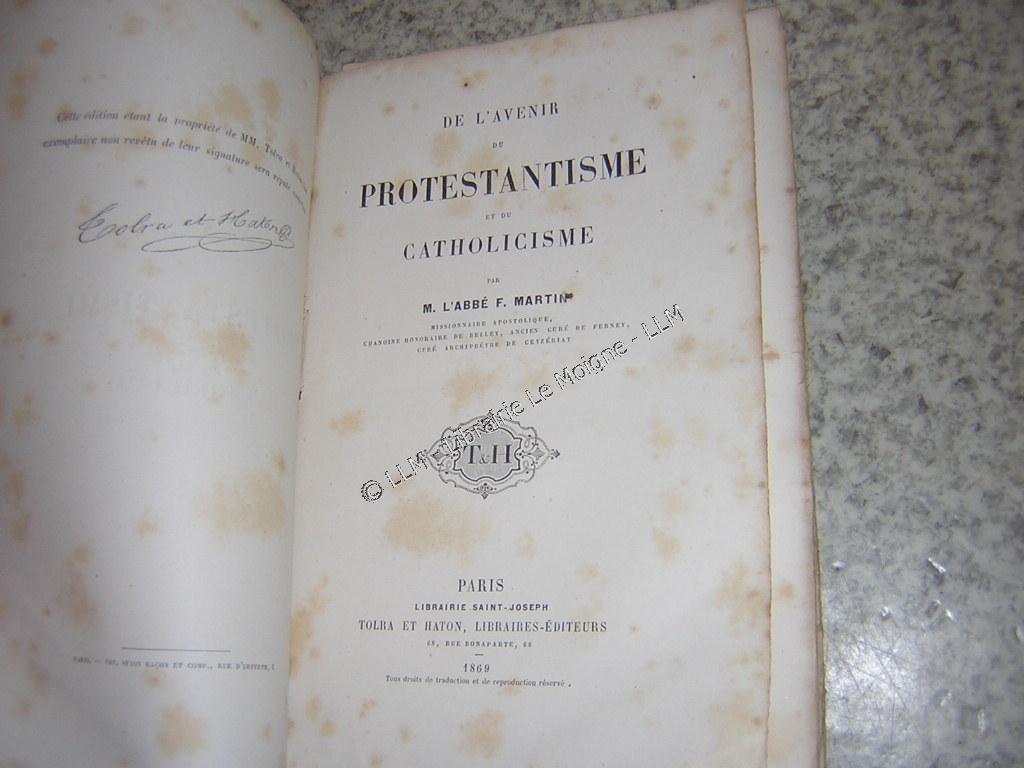 Cette édition étant la propriété de MM. Tolra et
exemplaire non revêtu de leur signature sera réputé
Tolra et Haton
PARIS. — IMP. RUE D'
DE L'AVENIR
DU
PROTESTANTISME
ET DU
CATHOLICISME
PAR
M. L'ABBÉ F. MARTIN
MISSIONNAIRE APOSTOLIQUE,
CHANOINE HONORAIRE DE BELLEY, ANCIEN CURÉ DE FERNEY,
CURÉ ARCHIPRÊTRE DE CEYZÉRIAT
T&H
© LLM - Librairie Le Moigne - LLM
PARIS
LIBRAIRIE SAINT-JOSEPH
TOLRA ET HATON, LIBRAIRES-ÉDITEURS
68, RUE BONAPARTE, 68
1869
Tous droits de traduction et de reproduction réservé .